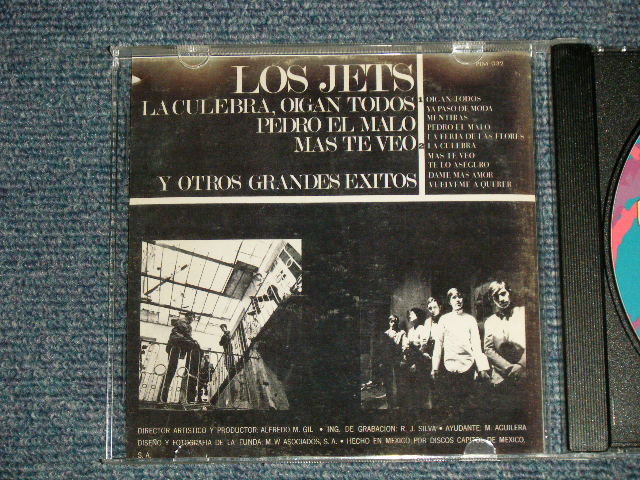 LOS JETS
LA CULEBRA, OIGAN TODOS
PEDRO EL MALO
MAS TE VEO
Y OTROS GRANDES EXITOS
1 OIGAN TODOS
YA PASO DE MODA
MENTIRAS
PEDRO EL MALO
LA FERIA DE LAS FLORES
2 LA CULEBRA
MAS TE VEO
TE LO ASEGURO
DAME MAS AMOR
VUELVEME A QUERER
DIRECTOR ARTISTICO Y PRODUCTOR: ALFREDO M. GIL • ING. DE GRABACION: R. J. SILVA • AYUDANTE: M. AGUILERA
DISEÑO Y FOTOGRAFIA DE LA FUNDA: M.W ASOCIADOS, S. A. • HECHO EN MEXICO POR DISCOS CAPITOL DE MEXICO,
S. A.